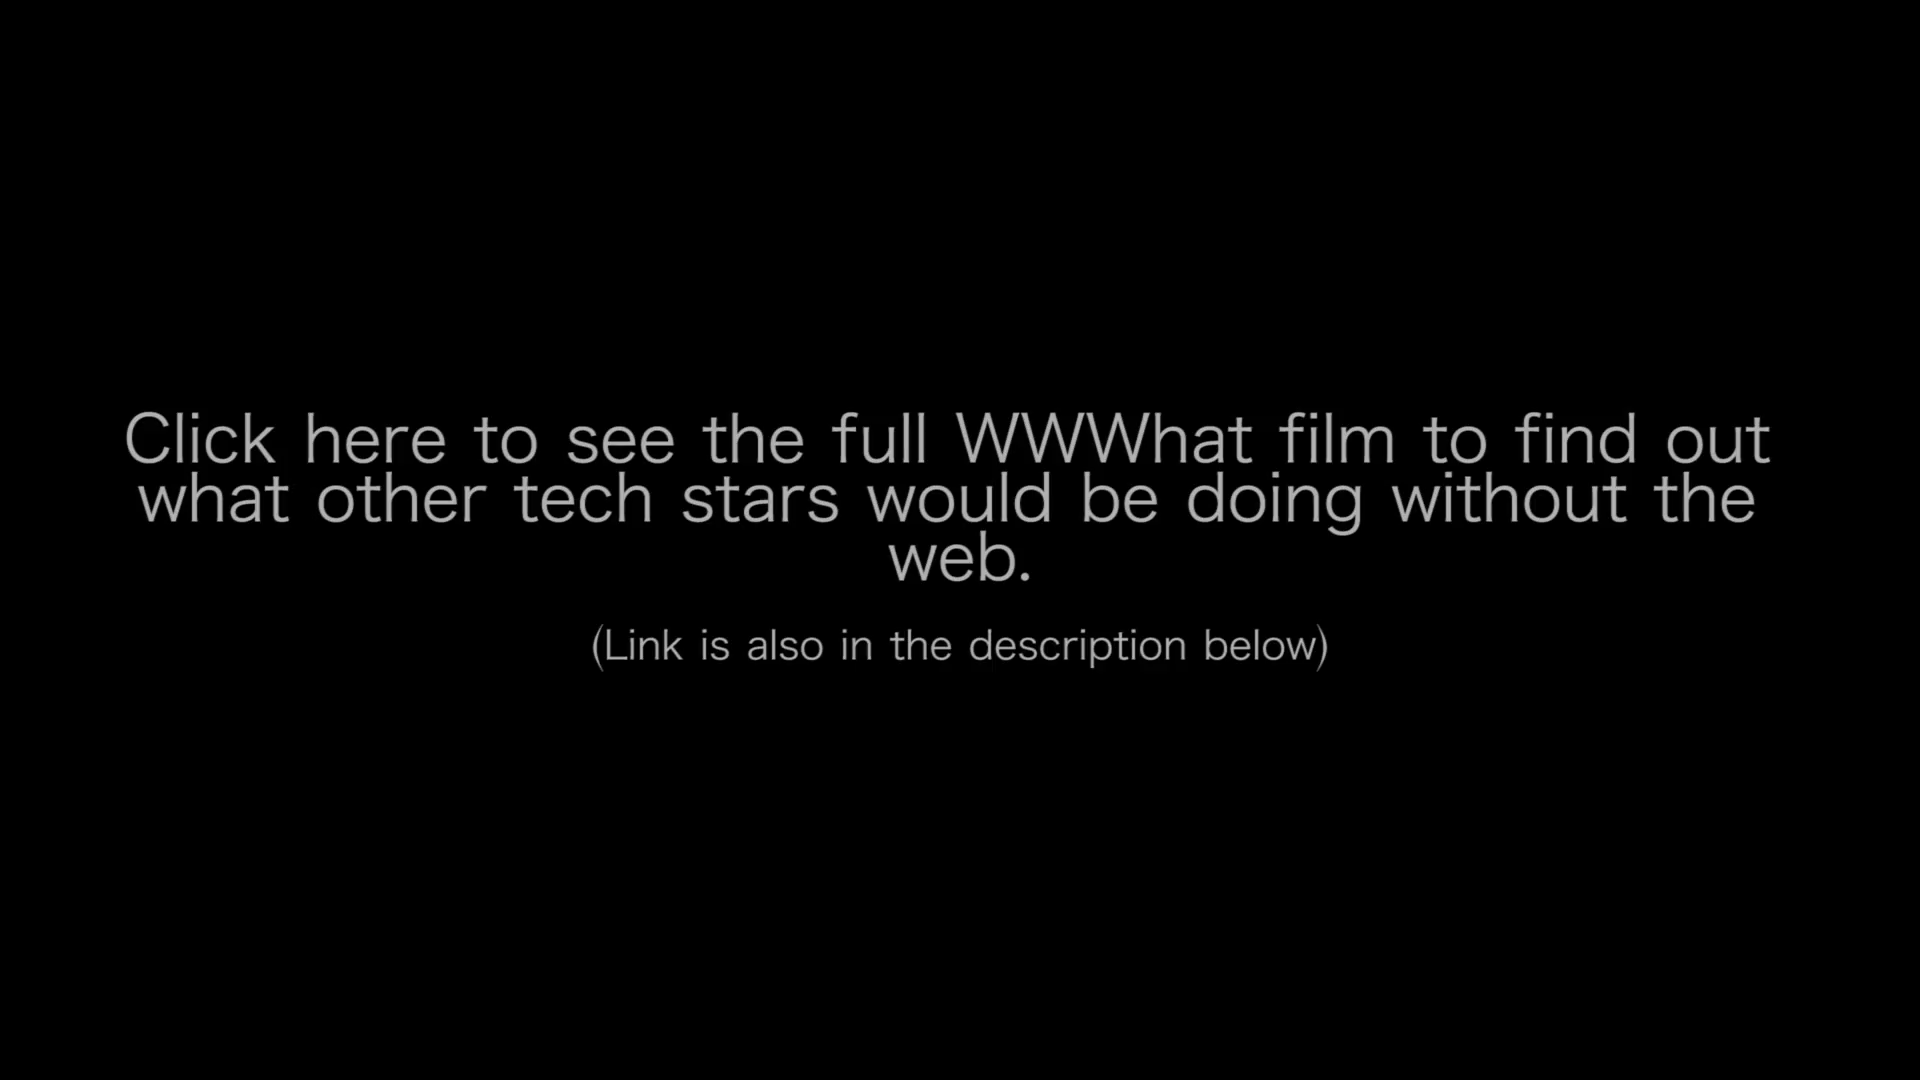 Click here to see the full WWWhat film to find out
what other tech stars would be doing without the
web.
(Link is also in the description below)